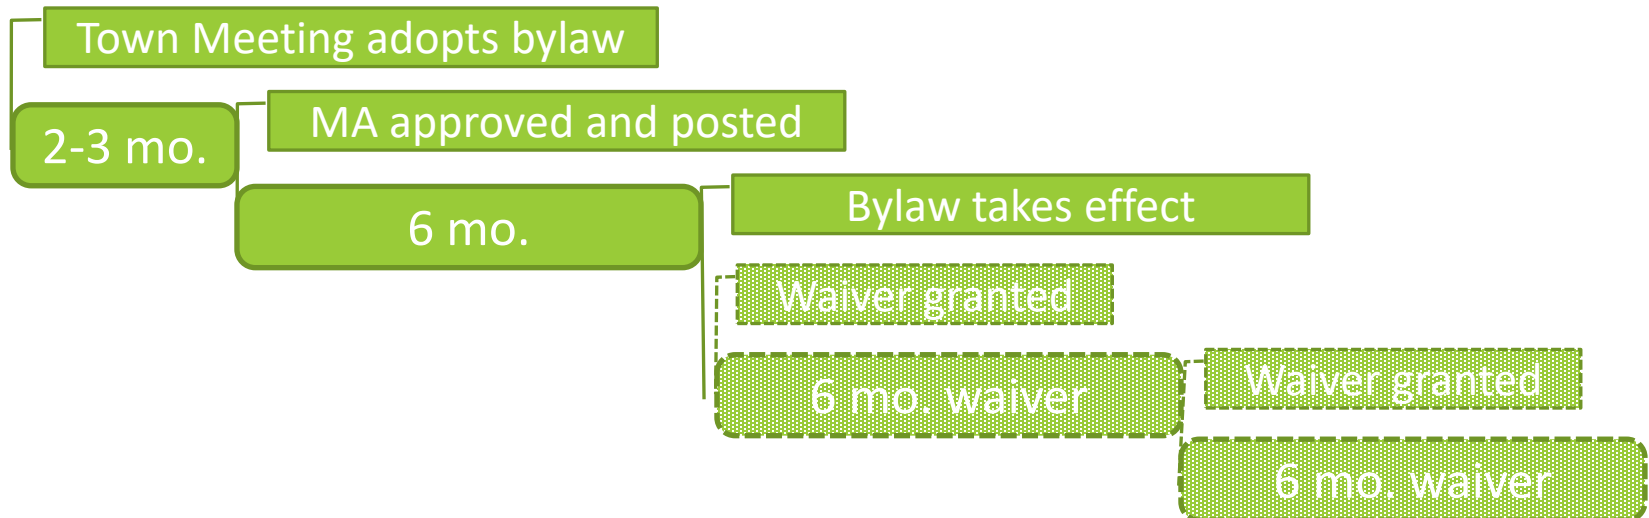 Town Meeting adopts bylaw
MA approved and posted
2-3 mo.
Bylaw takes effect
6 mo.
Waiver granted
6 mo. waiver
Waiver granted
6 mo. waiver